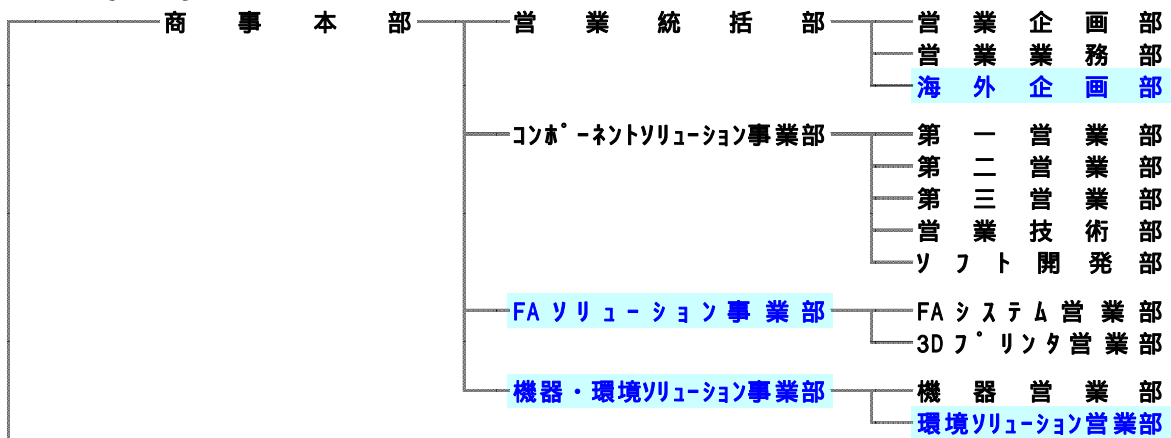 商事本部 営業統括部 営業企画部
営業業務部
海外企画部
コンポーネントソリューション事業部 第一営業部
第二営業部
第三営業部
営業技術部
ソフト開発部
FAソリューション事業部 FAシステム営業部
3Dプリンタ営業部
機器・環境ソリューション事業部 機器営業部
環境ソリューション営業部